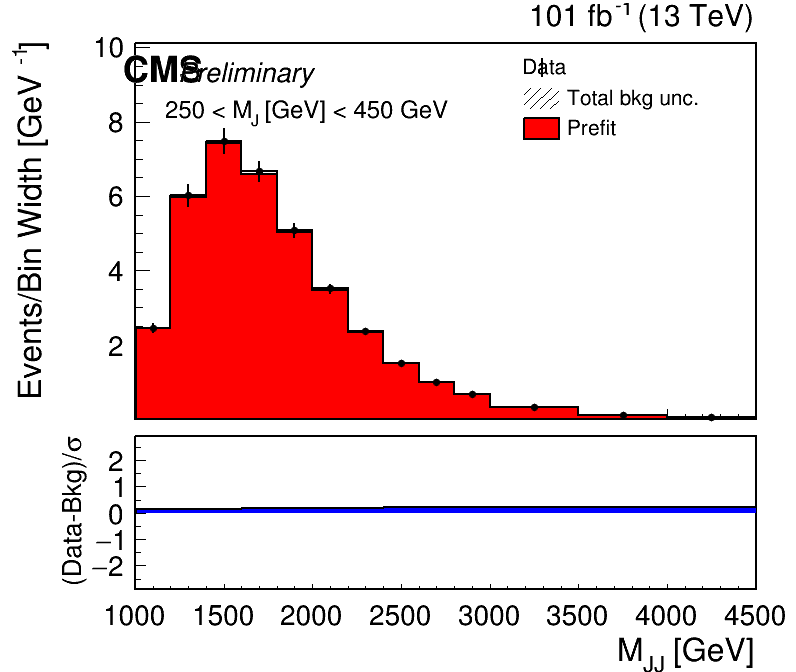 101 fb⁻¹ (13 TeV)
CMS Preliminary
250 < M_J [GeV] < 450 GeV
Data
Total bkg unc.
Prefit
Events/Bin Width [GeV⁻¹]
10
8
6
4
2
(Data-Bkg)/σ
2
1
0
−1
−2
1000 1500 2000 2500 3000 3500 4000 4500
M_JJ [GeV]